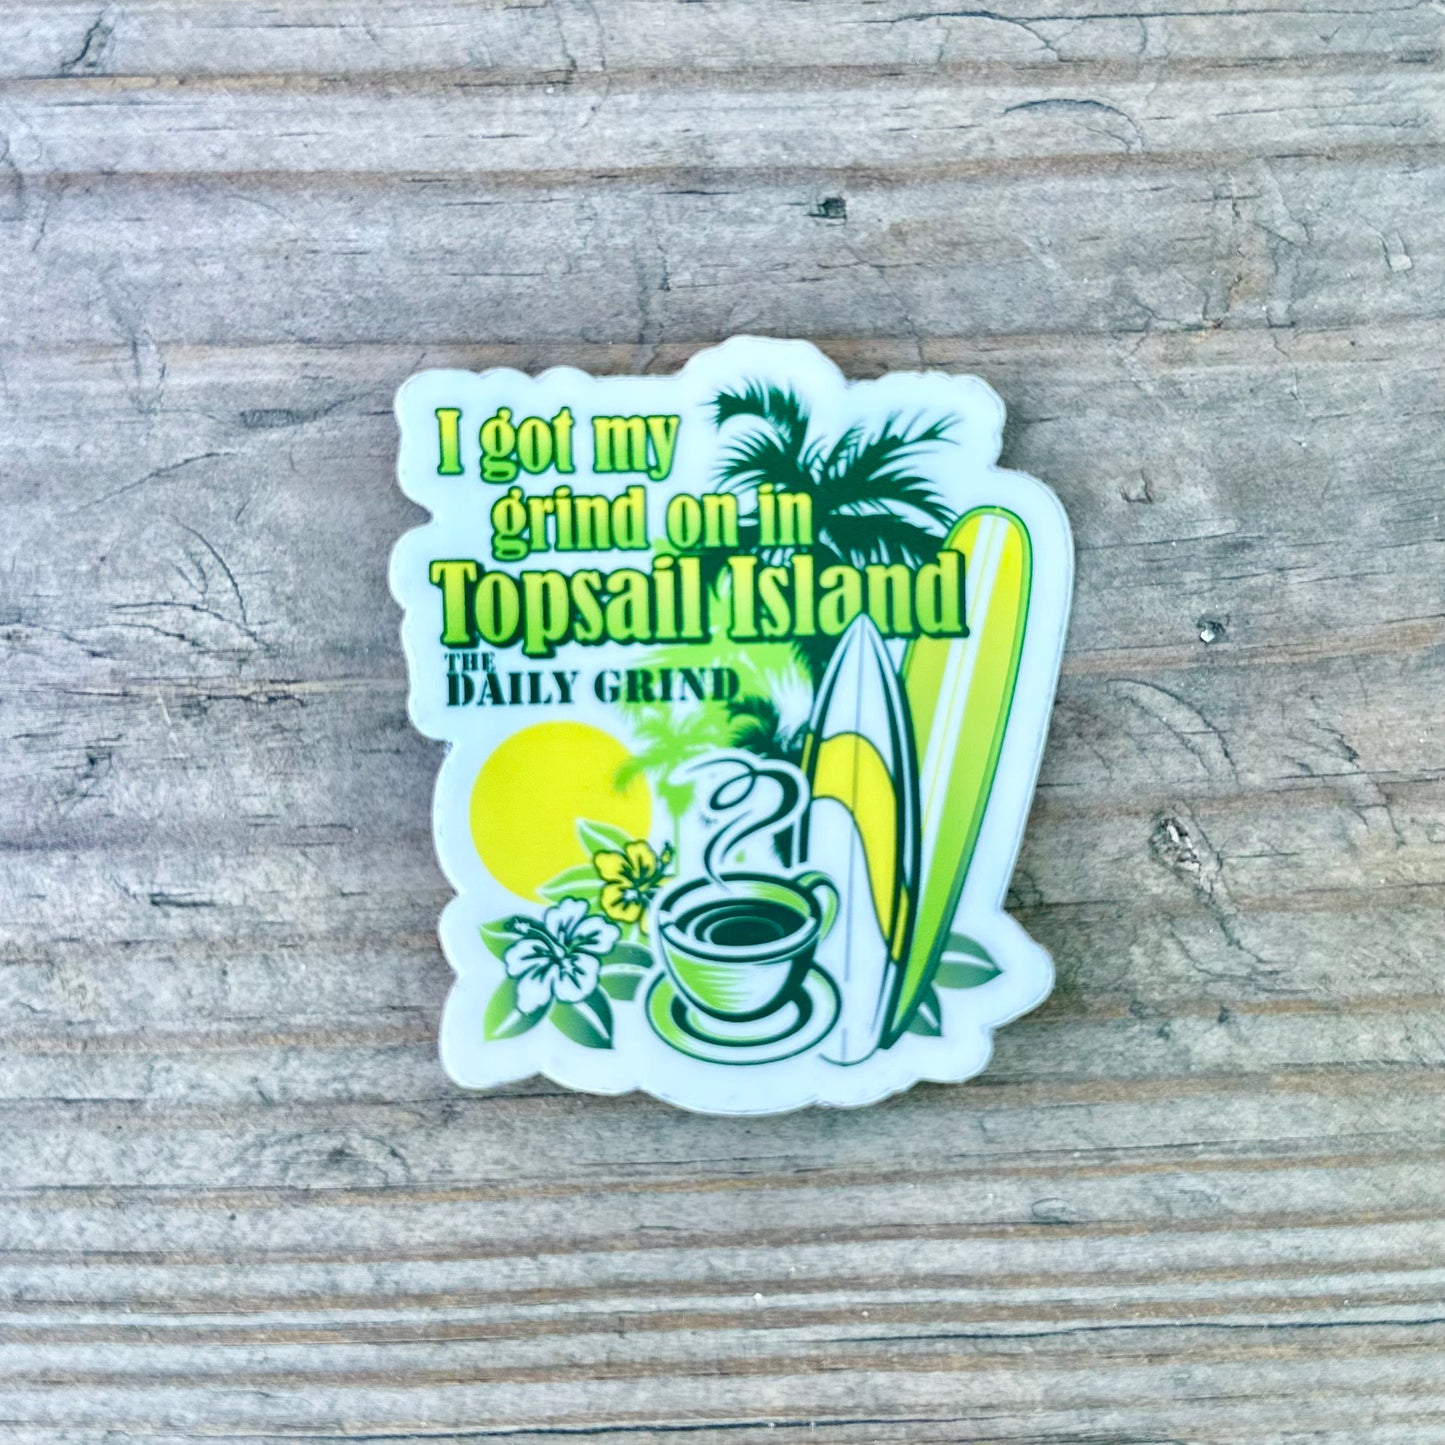 I got my
grind on in
Topsail Island
THE
DAILY GRIND